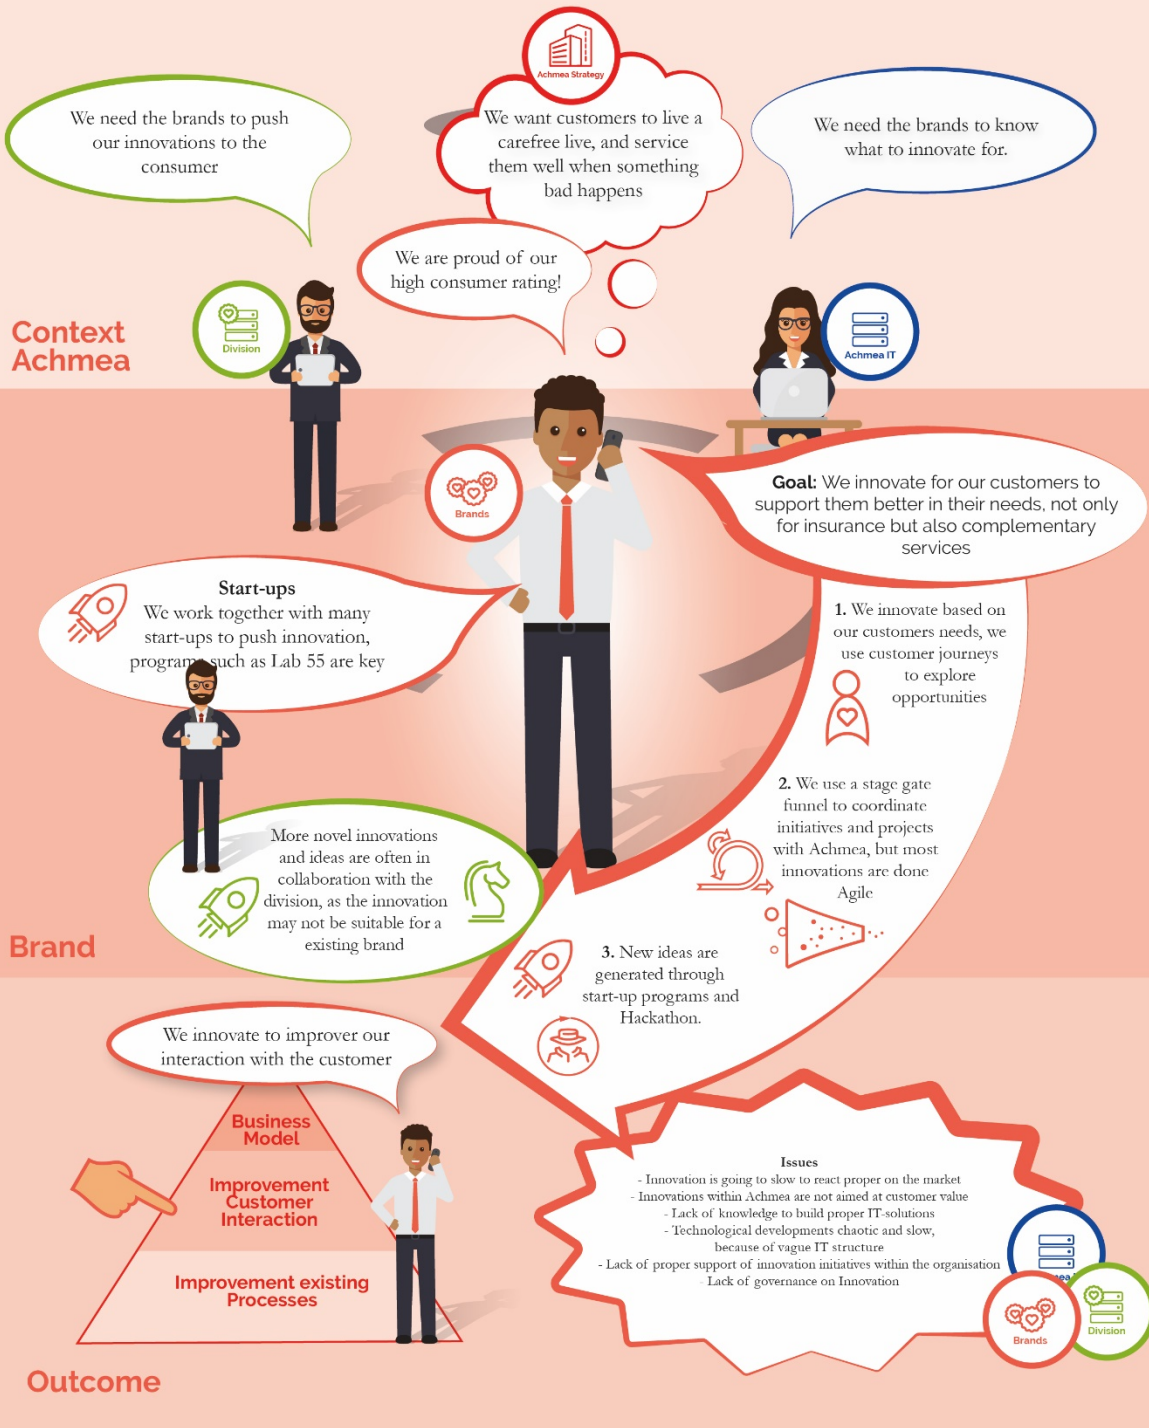 Achmea Strategy
We need the brands to push
our innovations to the
consumer
We want customers to live a
carefree live, and service
them well when something
bad happens
We need the brands to know
what to innovate for.
We are proud of our
high consumer rating!
Division
Achmea IT
Context
Achmea
Brands
Goal: We innovate for our customers to
support them better in their needs, not only
for insurance but also complementary
services
Start-ups
We work together with many
start-ups to push innovation,
programs such as Lab 55 are key
1. We innovate based on
our customers needs, we
use customer journeys
to explore
opportunities
2. We use a stage gate
funnel to coordinate
initiatives and projects
with Achmea, but most
innovations are done
Agile
More novel innovations
and ideas are often in
collaboration with the
division, as the innovation
may not be suitable for a
existing brand
Brand
3. New ideas are
generated through
start-up programs and
Hackathon.
We innovate to improver our
interaction with the customer
Business
Model
Improvement
Customer
Interaction
Improvement existing
Processes
Issues
- Innovation is going to slow to react proper on the market
- Innovations within Achmea are not aimed at customer value
- Lack of knowledge to build proper IT-solutions
- Technological developments chaotic and slow,
because of vague IT structure
- Lack of proper support of innovation initiatives within the organisation
- Lack of governance on Innovation
Brands
Division
Outcome